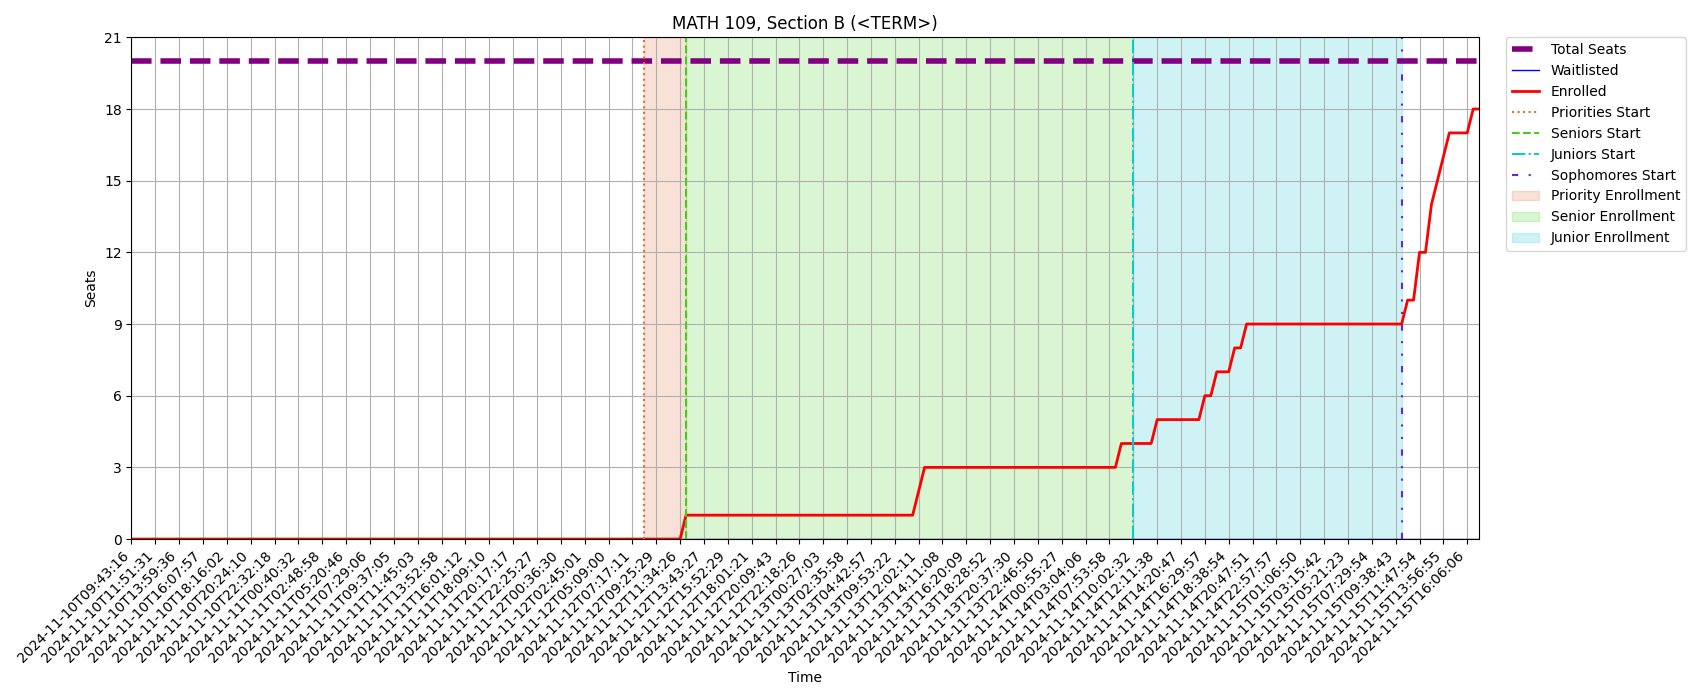 MATH 109, Section B (<TERM>)
21
18
15
12
9
6
3
0
Seats
2024-11-10T09:43:16
2024-11-10T11:51:31
2024-11-10T13:59:36
2024-11-10T16:07:57
2024-11-10T18:16:02
2024-11-10T20:24:10
2024-11-10T22:32:18
2024-11-11T00:40:32
2024-11-11T02:48:58
2024-11-11T05:20:46
2024-11-11T07:29:06
2024-11-11T09:37:05
2024-11-11T11:45:03
2024-11-11T13:52:58
2024-11-11T16:01:12
2024-11-11T18:09:10
2024-11-11T20:17:17
2024-11-11T22:25:27
2024-11-12T00:36:30
2024-11-12T02:45:01
2024-11-12T05:09:00
2024-11-12T07:17:11
2024-11-12T09:25:29
2024-11-12T11:34:26
2024-11-12T13:43:27
2024-11-12T15:52:29
2024-11-12T18:01:21
2024-11-12T20:09:43
2024-11-12T22:18:26
2024-11-13T00:27:03
2024-11-13T02:35:58
2024-11-13T04:42:57
2024-11-13T09:53:22
2024-11-13T12:02:11
2024-11-13T14:11:08
2024-11-13T16:20:09
2024-11-13T18:28:52
2024-11-13T20:37:30
2024-11-13T22:46:50
2024-11-14T00:55:27
2024-11-14T03:04:06
2024-11-14T07:53:58
2024-11-14T10:02:32
2024-11-14T12:11:38
2024-11-14T14:20:47
2024-11-14T16:29:57
2024-11-14T18:38:54
2024-11-14T20:47:51
2024-11-14T22:57:57
2024-11-15T01:06:50
2024-11-15T03:15:42
2024-11-15T05:21:23
2024-11-15T07:29:54
2024-11-15T09:38:43
2024-11-15T11:47:54
2024-11-15T13:56:55
2024-11-15T16:06:06
Time
Total Seats
Waitlisted
Enrolled
Priorities Start
Seniors Start
Juniors Start
Sophomores Start
Priority Enrollment
Senior Enrollment
Junior Enrollment